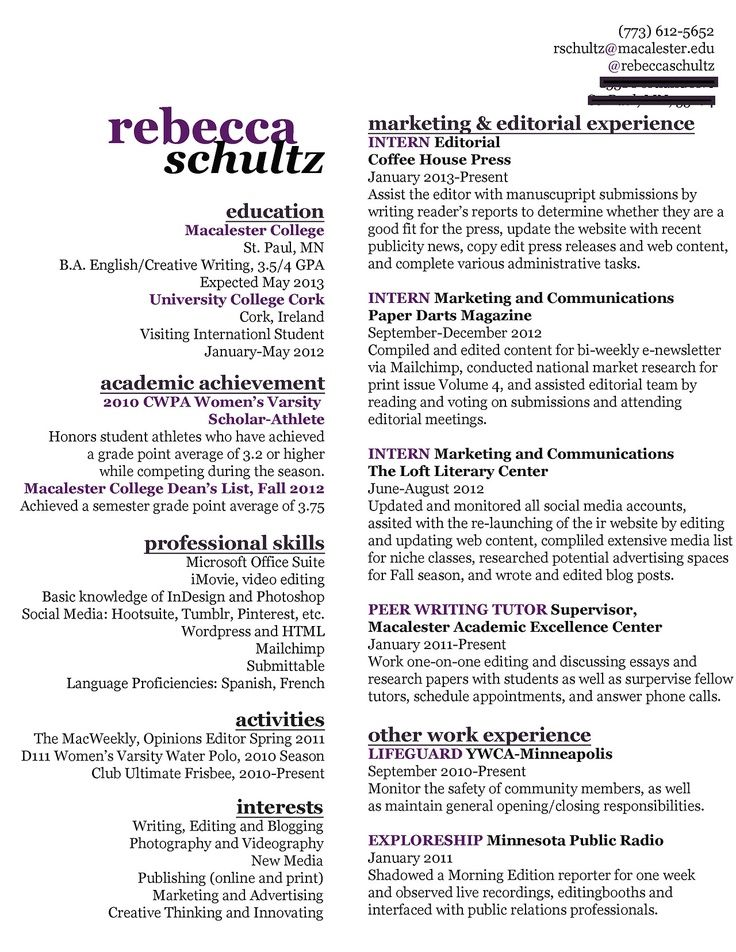 (773) 612-5652
rschultz@macalester.edu
@rebeccaschultz
rebecca
schultz
education
Macalester College
St. Paul, MN
B.A. English/Creative Writing, 3.5/4 GPA
Expected May 2013
University College Cork
Cork, Ireland
Visiting Internationl Student
January-May 2012
academic achievement
2010 CWPA Women's Varsity
Scholar-Athlete
Honors student athletes who have achieved
a grade point average of 3.2 or higher
while competing during the season.
Macalester College Dean's List, Fall 2012
Achieved a semester grade point average of 3.75
professional skills
Microsoft Office Suite
iMovie, video editing
Basic knowledge of InDesign and Photoshop
Social Media: Hootsuite, Tumblr, Pinterest, etc.
Wordpress and HTML
Mailchimp
Submittable
Language Proficiencies: Spanish, French
activities
The MacWeekly, Opinions Editor Spring 2011
D111 Women's Varsity Water Polo, 2010 Season
Club Ultimate Frisbee, 2010-Present
interests
Writing, Editing and Blogging
Photography and Videography
New Media
Publishing (online and print)
Marketing and Advertising
Creative Thinking and Innovating
marketing & editorial experience
INTERN Editorial
Coffee House Press
January 2013-Present
Assist the editor with manuscupript submissions by
writing reader's reports to determine whether they are a
good fit for the press, update the website with recent
publicity news, copy edit press releases and web content,
and complete various administrative tasks.
INTERN Marketing and Communications
Paper Darts Magazine
September-December 2012
Compiled and edited content for bi-weekly e-newsletter
via Mailchimp, conducted national market research for
print issue Volume 4, and assisted editorial team by
reading and voting on submissions and attending
editorial meetings.
INTERN Marketing and Communications
The Loft Literary Center
June-August 2012
Updated and monitored all social media accounts,
assited with the re-launching of the ir website by editing
and updating web content, compliled extensive media list
for niche classes, researched potential advertising spaces
for Fall season, and wrote and edited blog posts.
PEER WRITING TUTOR Supervisor,
Macalester Academic Excellence Center
January 2011-Present
Work one-on-one editing and discussing essays and
research papers with students as well as surpervise fellow
tutors, schedule appointments, and answer phone calls.
other work experience
LIFEGUARD YWCA-Minneapolis
September 2010-Present
Monitor the safety of community members, as well
as maintain general opening/closing responsibilities.
EXPLORESHIP Minnesota Public Radio
January 2011
Shadowed a Morning Edition reporter for one week
and observed live recordings, editingbooths and
interfaced with public relations professionals.